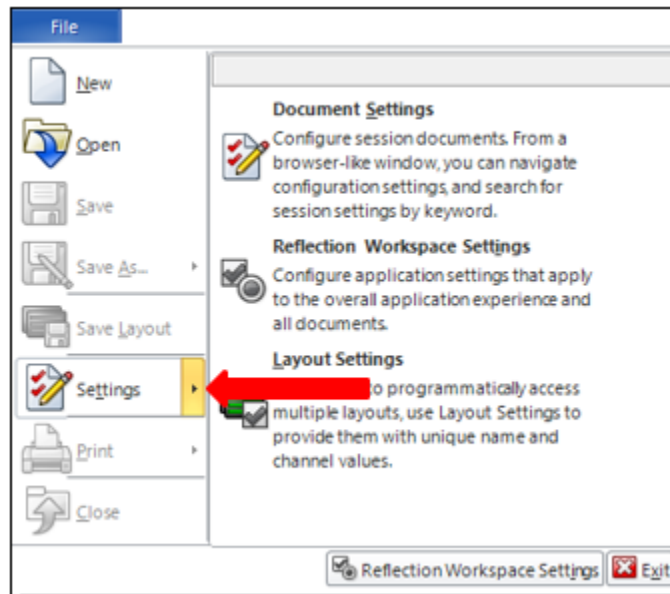 File
New
Open
Save
Save As...
Save Layout
Settings
Print
Close
Document Settings
Configure session documents. From a
browser-like window, you can navigate
configuration settings, and search for
session settings by keyword.
Reflection Workspace Settings
Configure application settings that apply
to the overall application experience and
all documents.
Layout Settings
o programmatically access
multiple layouts, use Layout Settings to
provide them with unique name and
channel values.
Reflection Workspace Settings
Exit